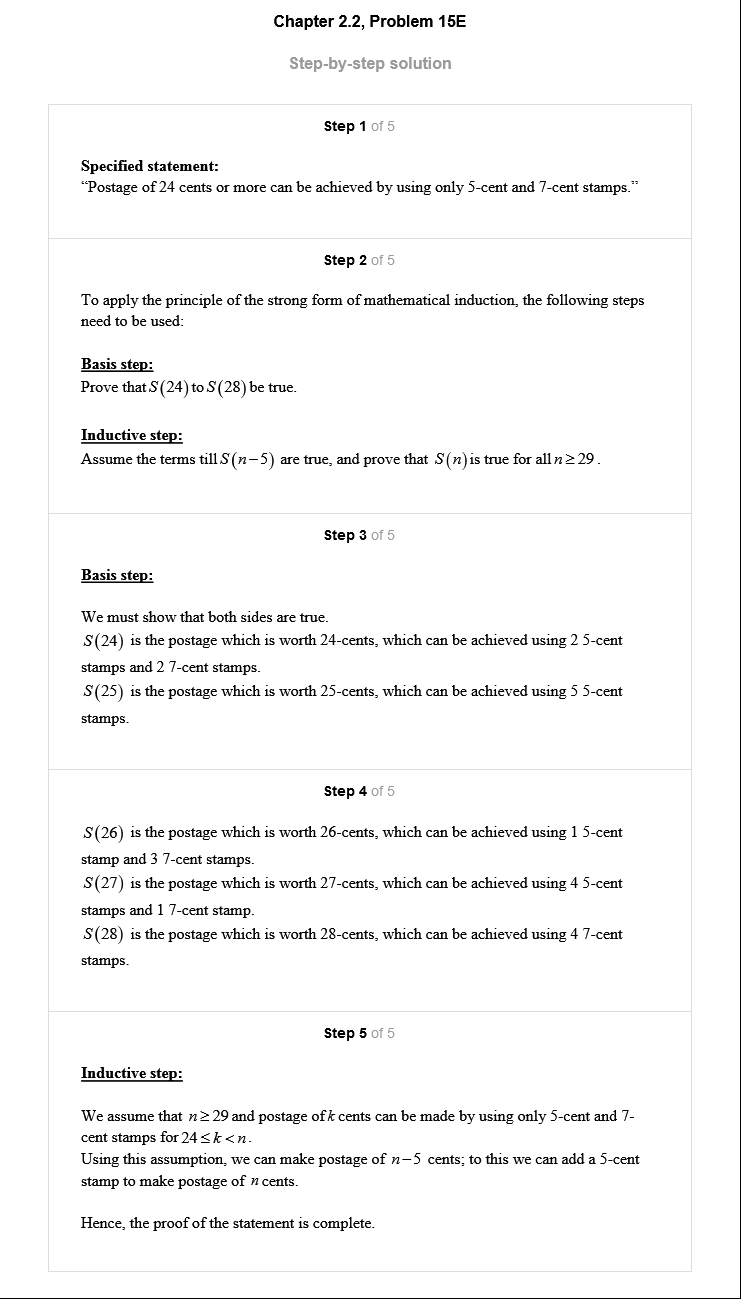 Chapter 2.2, Problem 15E
Step-by-step solution
Step 1 of 5
Specified statement:
“Postage of 24 cents or more can be achieved by using only 5-cent and 7-cent stamps.”
Step 2 of 5
To apply the principle of the strong form of mathematical induction, the following steps
need to be used:
Basis step:
Prove that S(24) to S(28) be true.
Inductive step:
Assume the terms till S(n−5) are true, and prove that S(n) is true for all n ≥ 29.
Step 3 of 5
Basis step:
We must show that both sides are true.
S(24) is the postage which is worth 24-cents, which can be achieved using 2 5-cent
stamps and 2 7-cent stamps.
S(25) is the postage which is worth 25-cents, which can be achieved using 5 5-cent
stamps.
Step 4 of 5
S(26) is the postage which is worth 26-cents, which can be achieved using 1 5-cent
stamp and 3 7-cent stamps.
S(27) is the postage which is worth 27-cents, which can be achieved using 4 5-cent
stamps and 1 7-cent stamp.
S(28) is the postage which is worth 28-cents, which can be achieved using 4 7-cent
stamps.
Step 5 of 5
Inductive step:
We assume that n ≥ 29 and postage of k cents can be made by using only 5-cent and 7-
cent stamps for 24 ≤ k < n.
Using this assumption, we can make postage of n−5 cents; to this we can add a 5-cent
stamp to make postage of n cents.
Hence, the proof of the statement is complete.